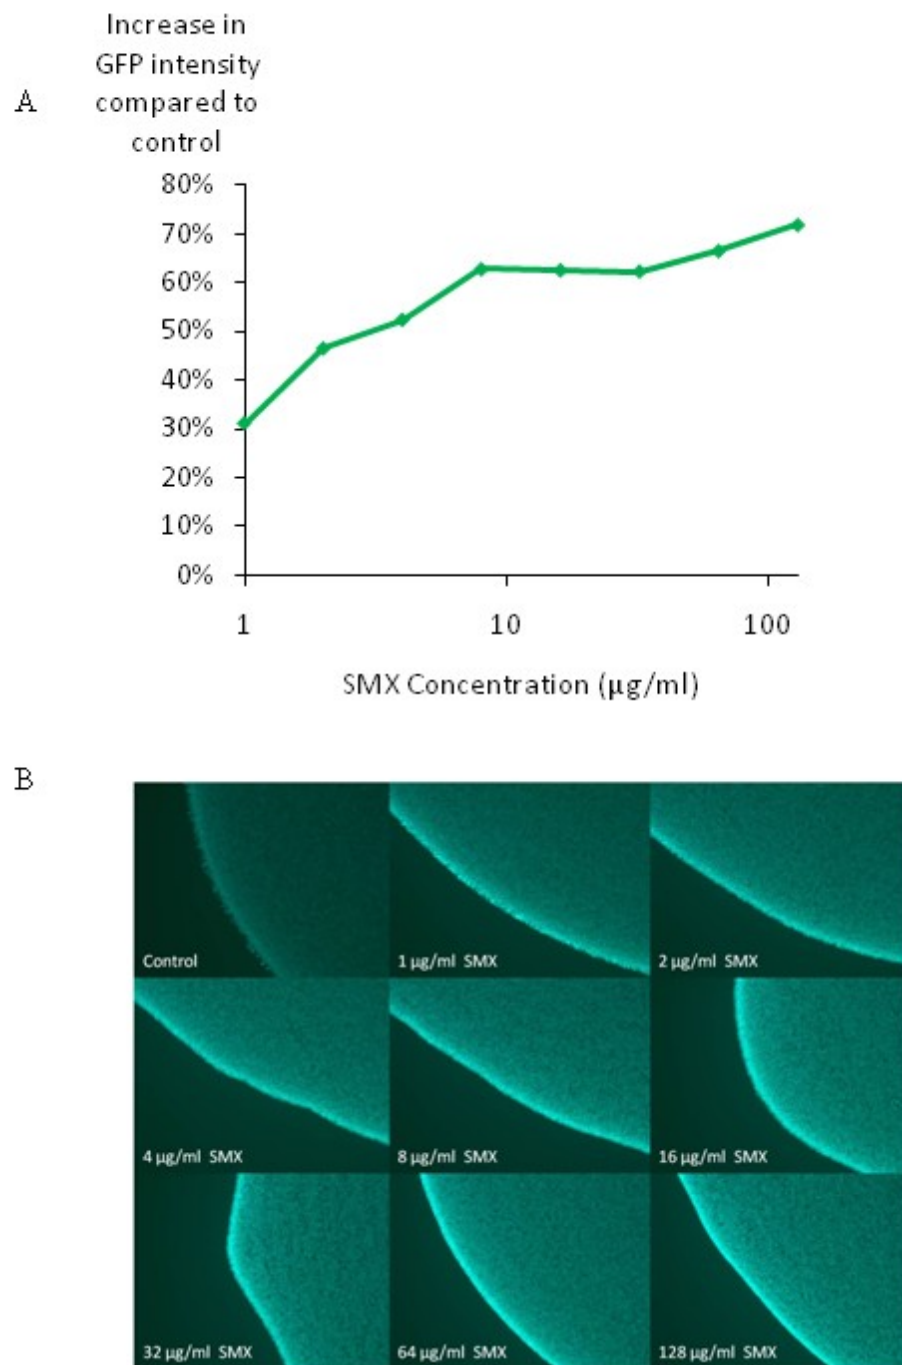 Increase in
GFP intensity
A
compared to
control
80%
70%
60%
50%
40%
30%
20%
10%
0%
1 10 100
SMX Concentration (µg/ml)
B
Control
1 µg/ml SMX
2 µg/ml SMX
4 µg/ml SMX
8 µg/ml SMX
16 µg/ml SMX
32 µg/ml SMX
64 µg/ml SMX
128 µg/ml SMX